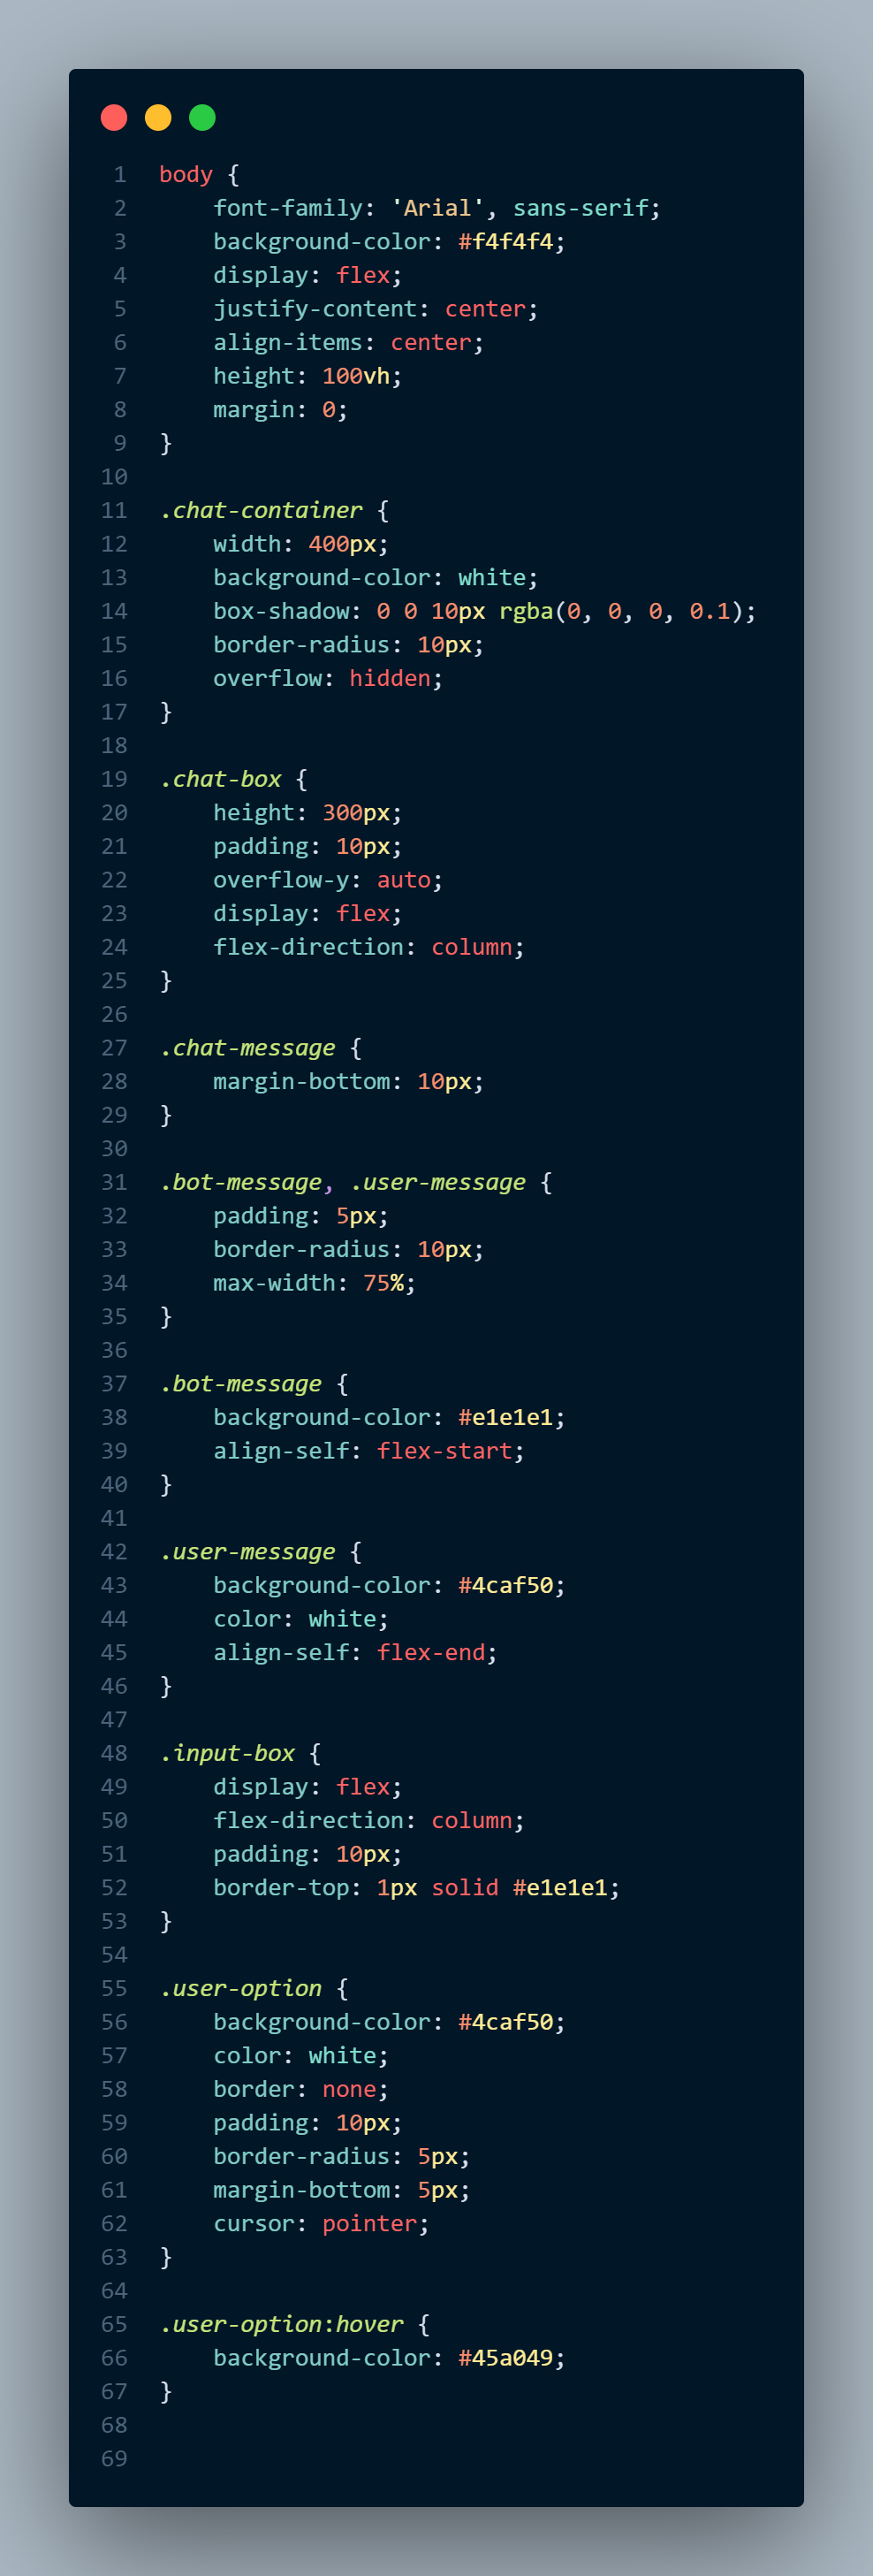 1 body {
2     font-family: 'Arial', sans-serif;
3     background-color: #f4f4f4;
4     display: flex;
5     justify-content: center;
6     align-items: center;
7     height: 100vh;
8     margin: 0;
9 }
10
11 .chat-container {
12     width: 400px;
13     background-color: white;
14     box-shadow: 0 0 10px rgba(0, 0, 0, 0.1);
15     border-radius: 10px;
16     overflow: hidden;
17 }
18
19 .chat-box {
20     height: 300px;
21     padding: 10px;
22     overflow-y: auto;
23     display: flex;
24     flex-direction: column;
25 }
26
27 .chat-message {
28     margin-bottom: 10px;
29 }
30
31 .bot-message, .user-message {
32     padding: 5px;
33     border-radius: 10px;
34     max-width: 75%;
35 }
36
37 .bot-message {
38     background-color: #e1e1e1;
39     align-self: flex-start;
40 }
41
42 .user-message {
43     background-color: #4caf50;
44     color: white;
45     align-self: flex-end;
46 }
47
48 .input-box {
49     display: flex;
50     flex-direction: column;
51     padding: 10px;
52     border-top: 1px solid #e1e1e1;
53 }
54
55 .user-option {
56     background-color: #4caf50;
57     color: white;
58     border: none;
59     padding: 10px;
60     border-radius: 5px;
61     margin-bottom: 5px;
62     cursor: pointer;
63 }
64
65 .user-option:hover {
66     background-color: #45a049;
67 }
68
69